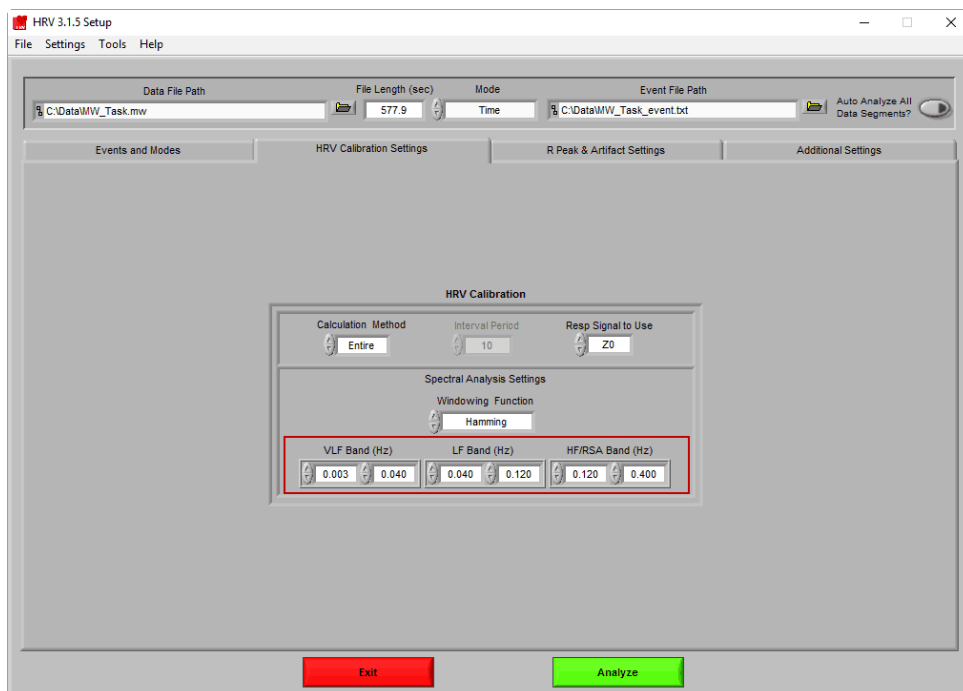 HRV 3.1.5 Setup
File Settings Tools Help
Data File Path File Length (sec) Mode Event File Path
C:\Data\MW_Task.mw 577.9 Time C:\Data\MW_Task_event.txt Auto Analyze All
Data Segments?
Events and Modes HRV Calibration Settings R Peak & Artifact Settings Additional Settings
HRV Calibration
Calculation Method Interval Period Resp Signal to Use
Entire 10 Z0
Spectral Analysis Settings
Windowing Function
Hamming
VLF Band (Hz) LF Band (Hz) HF/RSA Band (Hz)
0.003 0.040 0.040 0.120 0.120 0.400
Exit Analyze